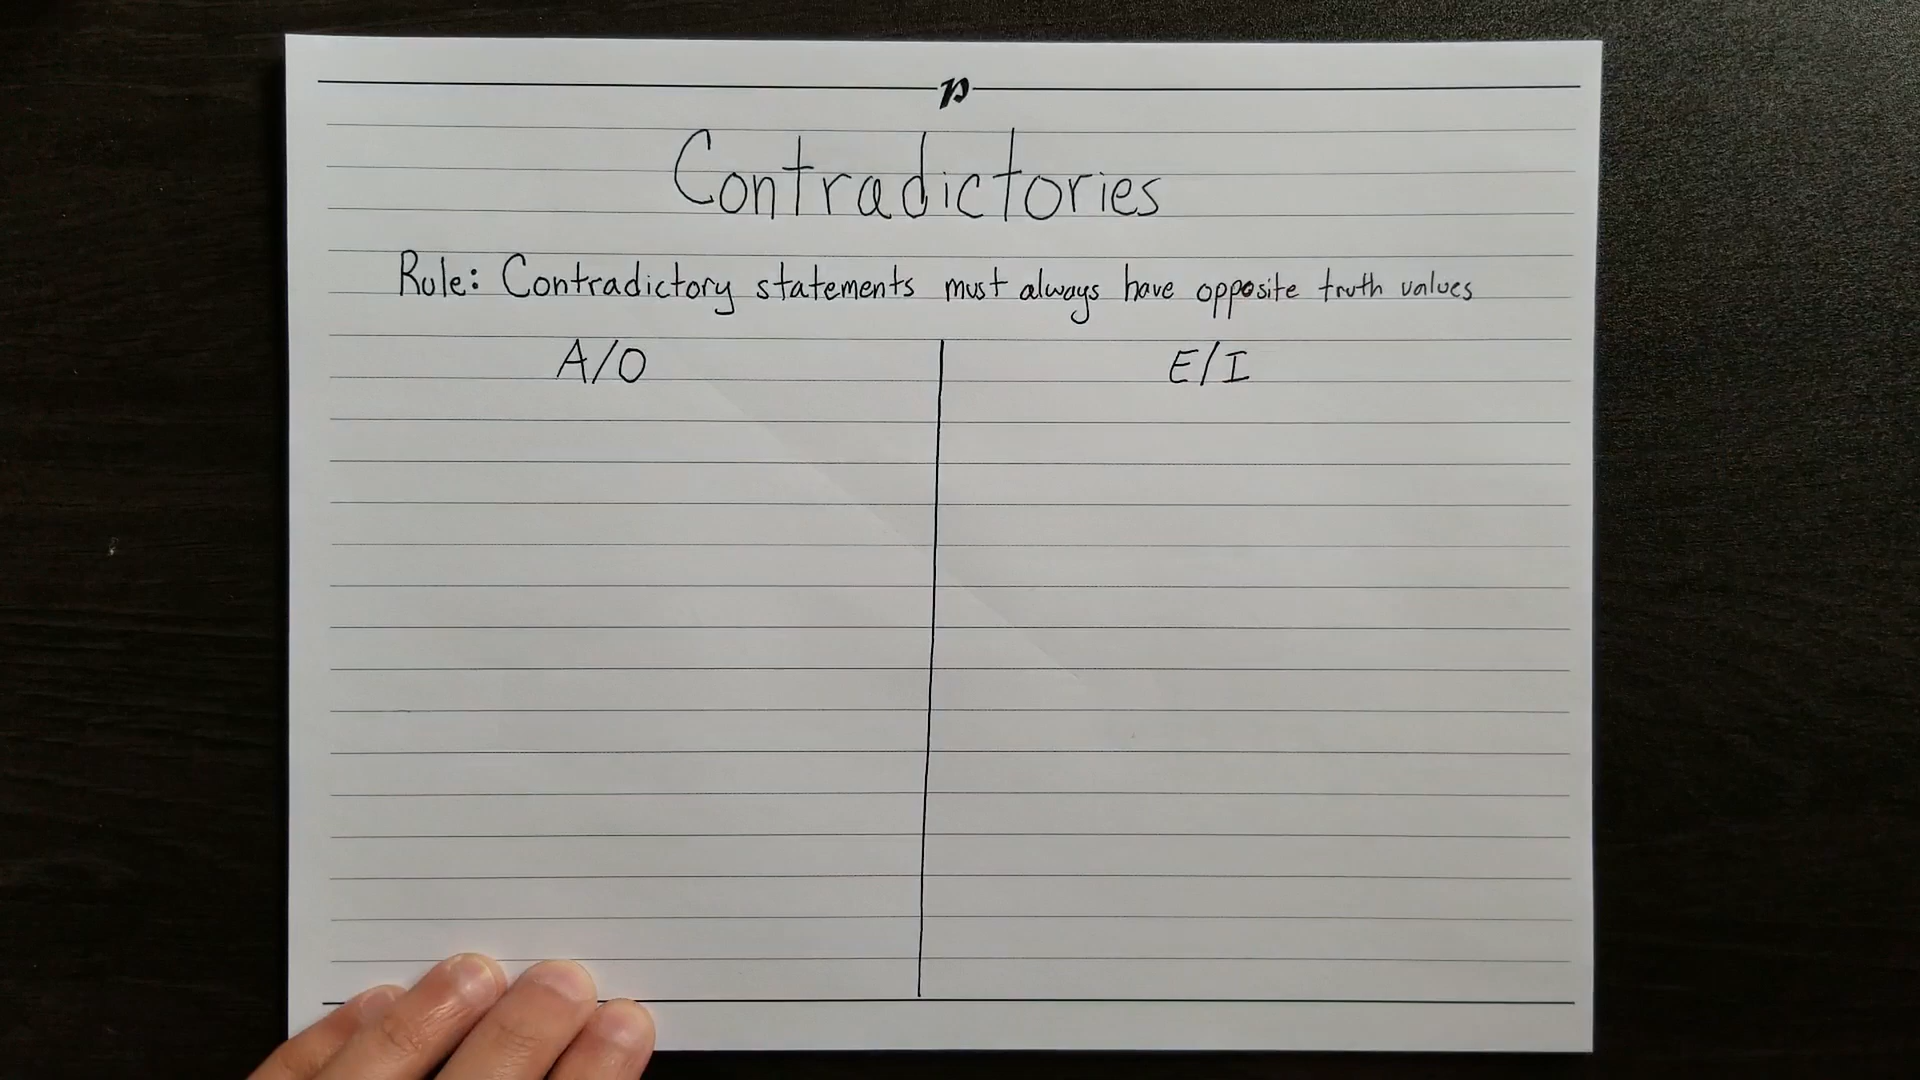 p
Contradictories
Rule: Contradictory statements must always have opposite truth values
A/O
E/I